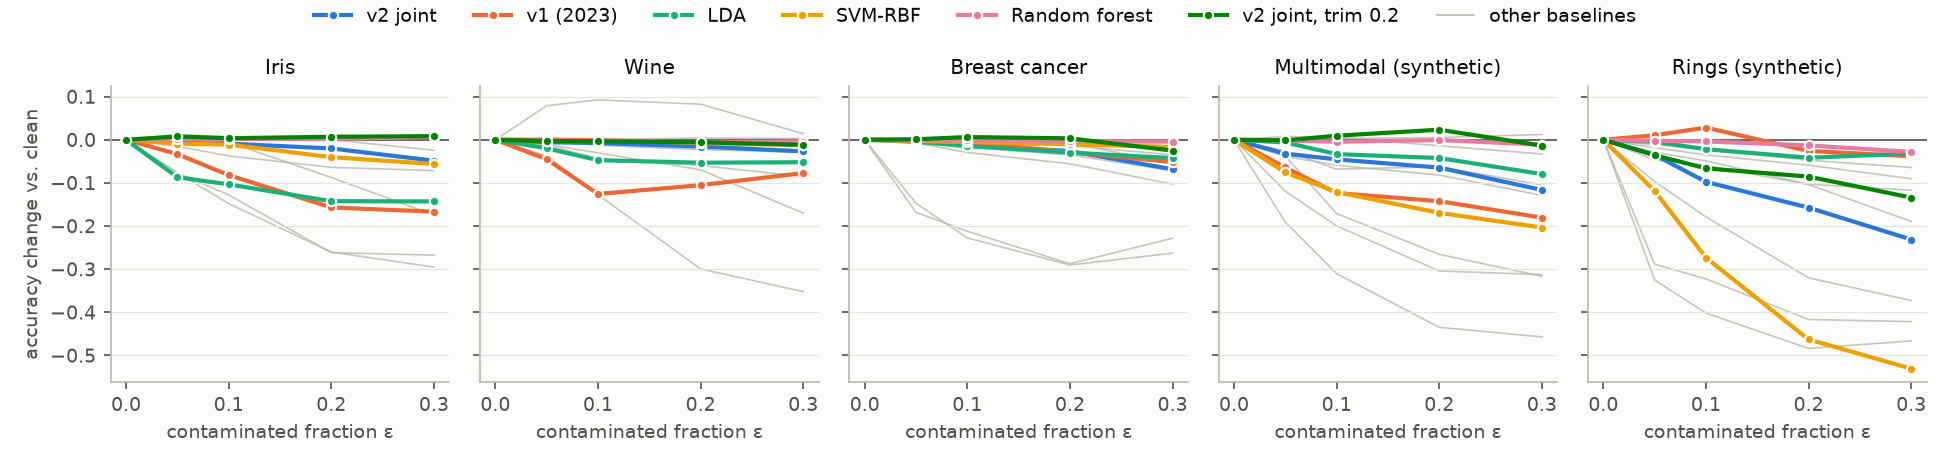 v2 joint v1 (2023) LDA SVM-RBF Random forest v2 joint, trim 0.2 other baselines
Iris Wine Breast cancer Multimodal (synthetic) Rings (synthetic)
accuracy change vs. clean
0.1
0.0
−0.1
−0.2
−0.3
−0.4
−0.5
0.0 0.1 0.2 0.3 0.0 0.1 0.2 0.3 0.0 0.1 0.2 0.3 0.0 0.1 0.2 0.3 0.0 0.1 0.2 0.3
contaminated fraction ε contaminated fraction ε contaminated fraction ε contaminated fraction ε contaminated fraction ε